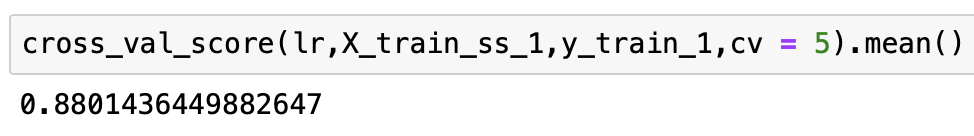 cross_val_score(lr,X_train_ss_1,y_train_1,cv = 5).mean()
0.8801436449882647